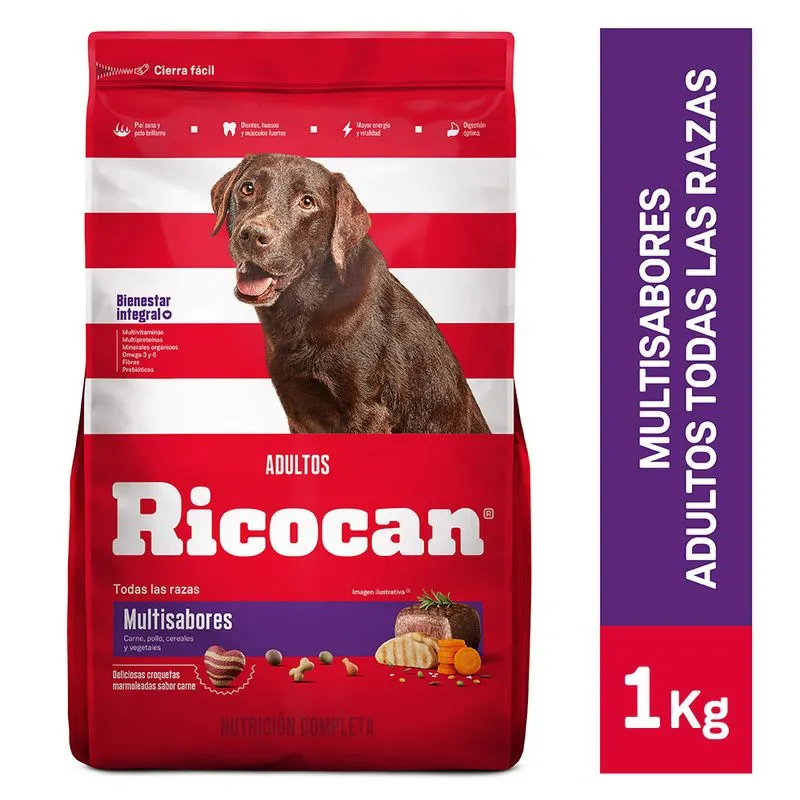 Cierra fácil
Piel sana y
pelo brillante
Dientes, huesos
y músculos fuertes
Mayor energía
y vitalidad
Digestión
óptima
Bienestar
integral
Multivitaminas
Multiproteínas
Minerales orgánicos
Omega 3 y 6
Fibras
Prebióticos
ADULTOS
Ricocan®
Todas las razas
Imagen ilustrativa
Multisabores
Carne, pollo, cereales
y vegetales
Deliciosas croquetas
marmoleadas sabor carne
NUTRICIÓN COMPLETA
MULTISABORES
ADULTOS TODAS LAS RAZAS
1Kg